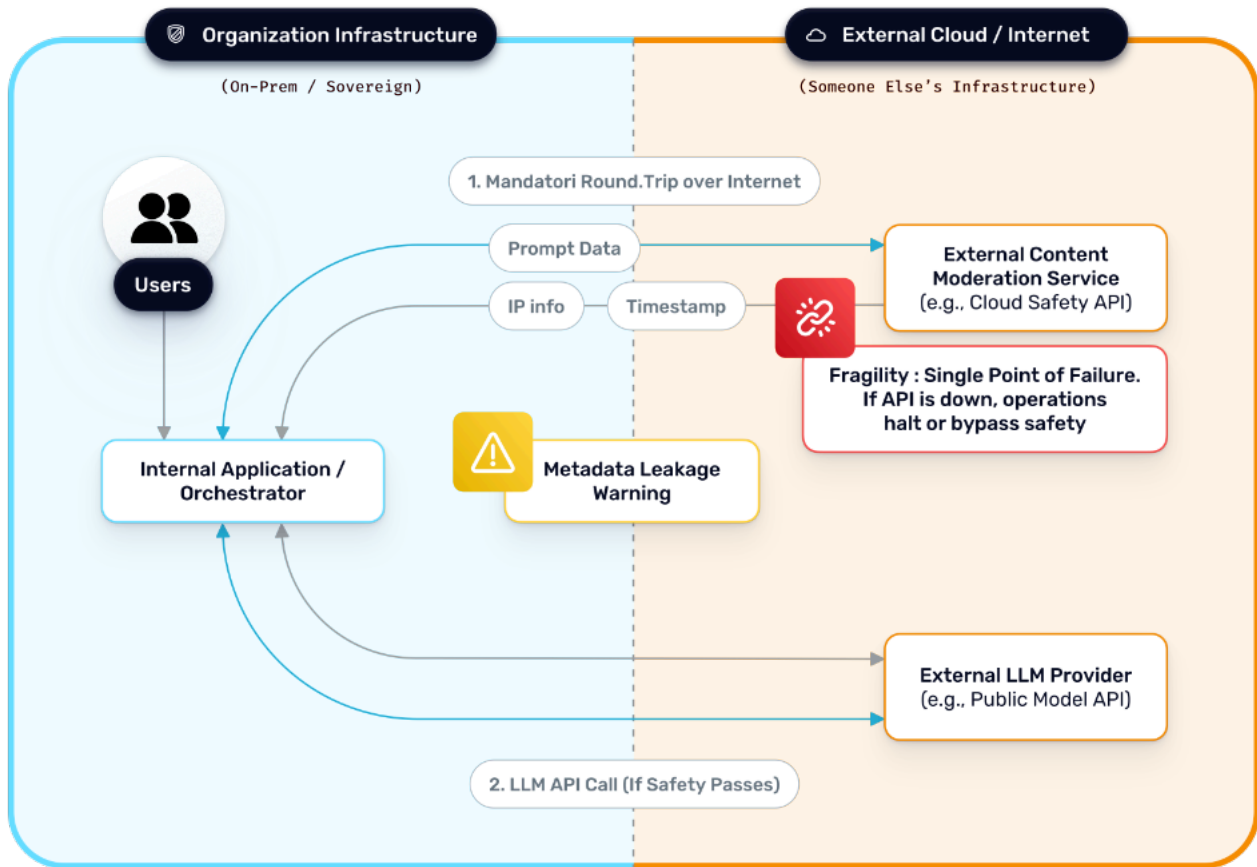 Organization Infrastructure
External Cloud / Internet
(On-Prem / Sovereign)
(Someone Else's Infrastructure)
1. Mandatori Round.Trip over Internet
Prompt Data
External Content
Moderation Service
(e.g., Cloud Safety API)
Users
IP info
Timestamp
Fragility : Single Point of Failure.
If API is down, operations
halt or bypass safety
Internal Application /
Orchestrator
Metadata Leakage
Warning
External LLM Provider
(e.g., Public Model API)
2. LLM API Call (If Safety Passes)